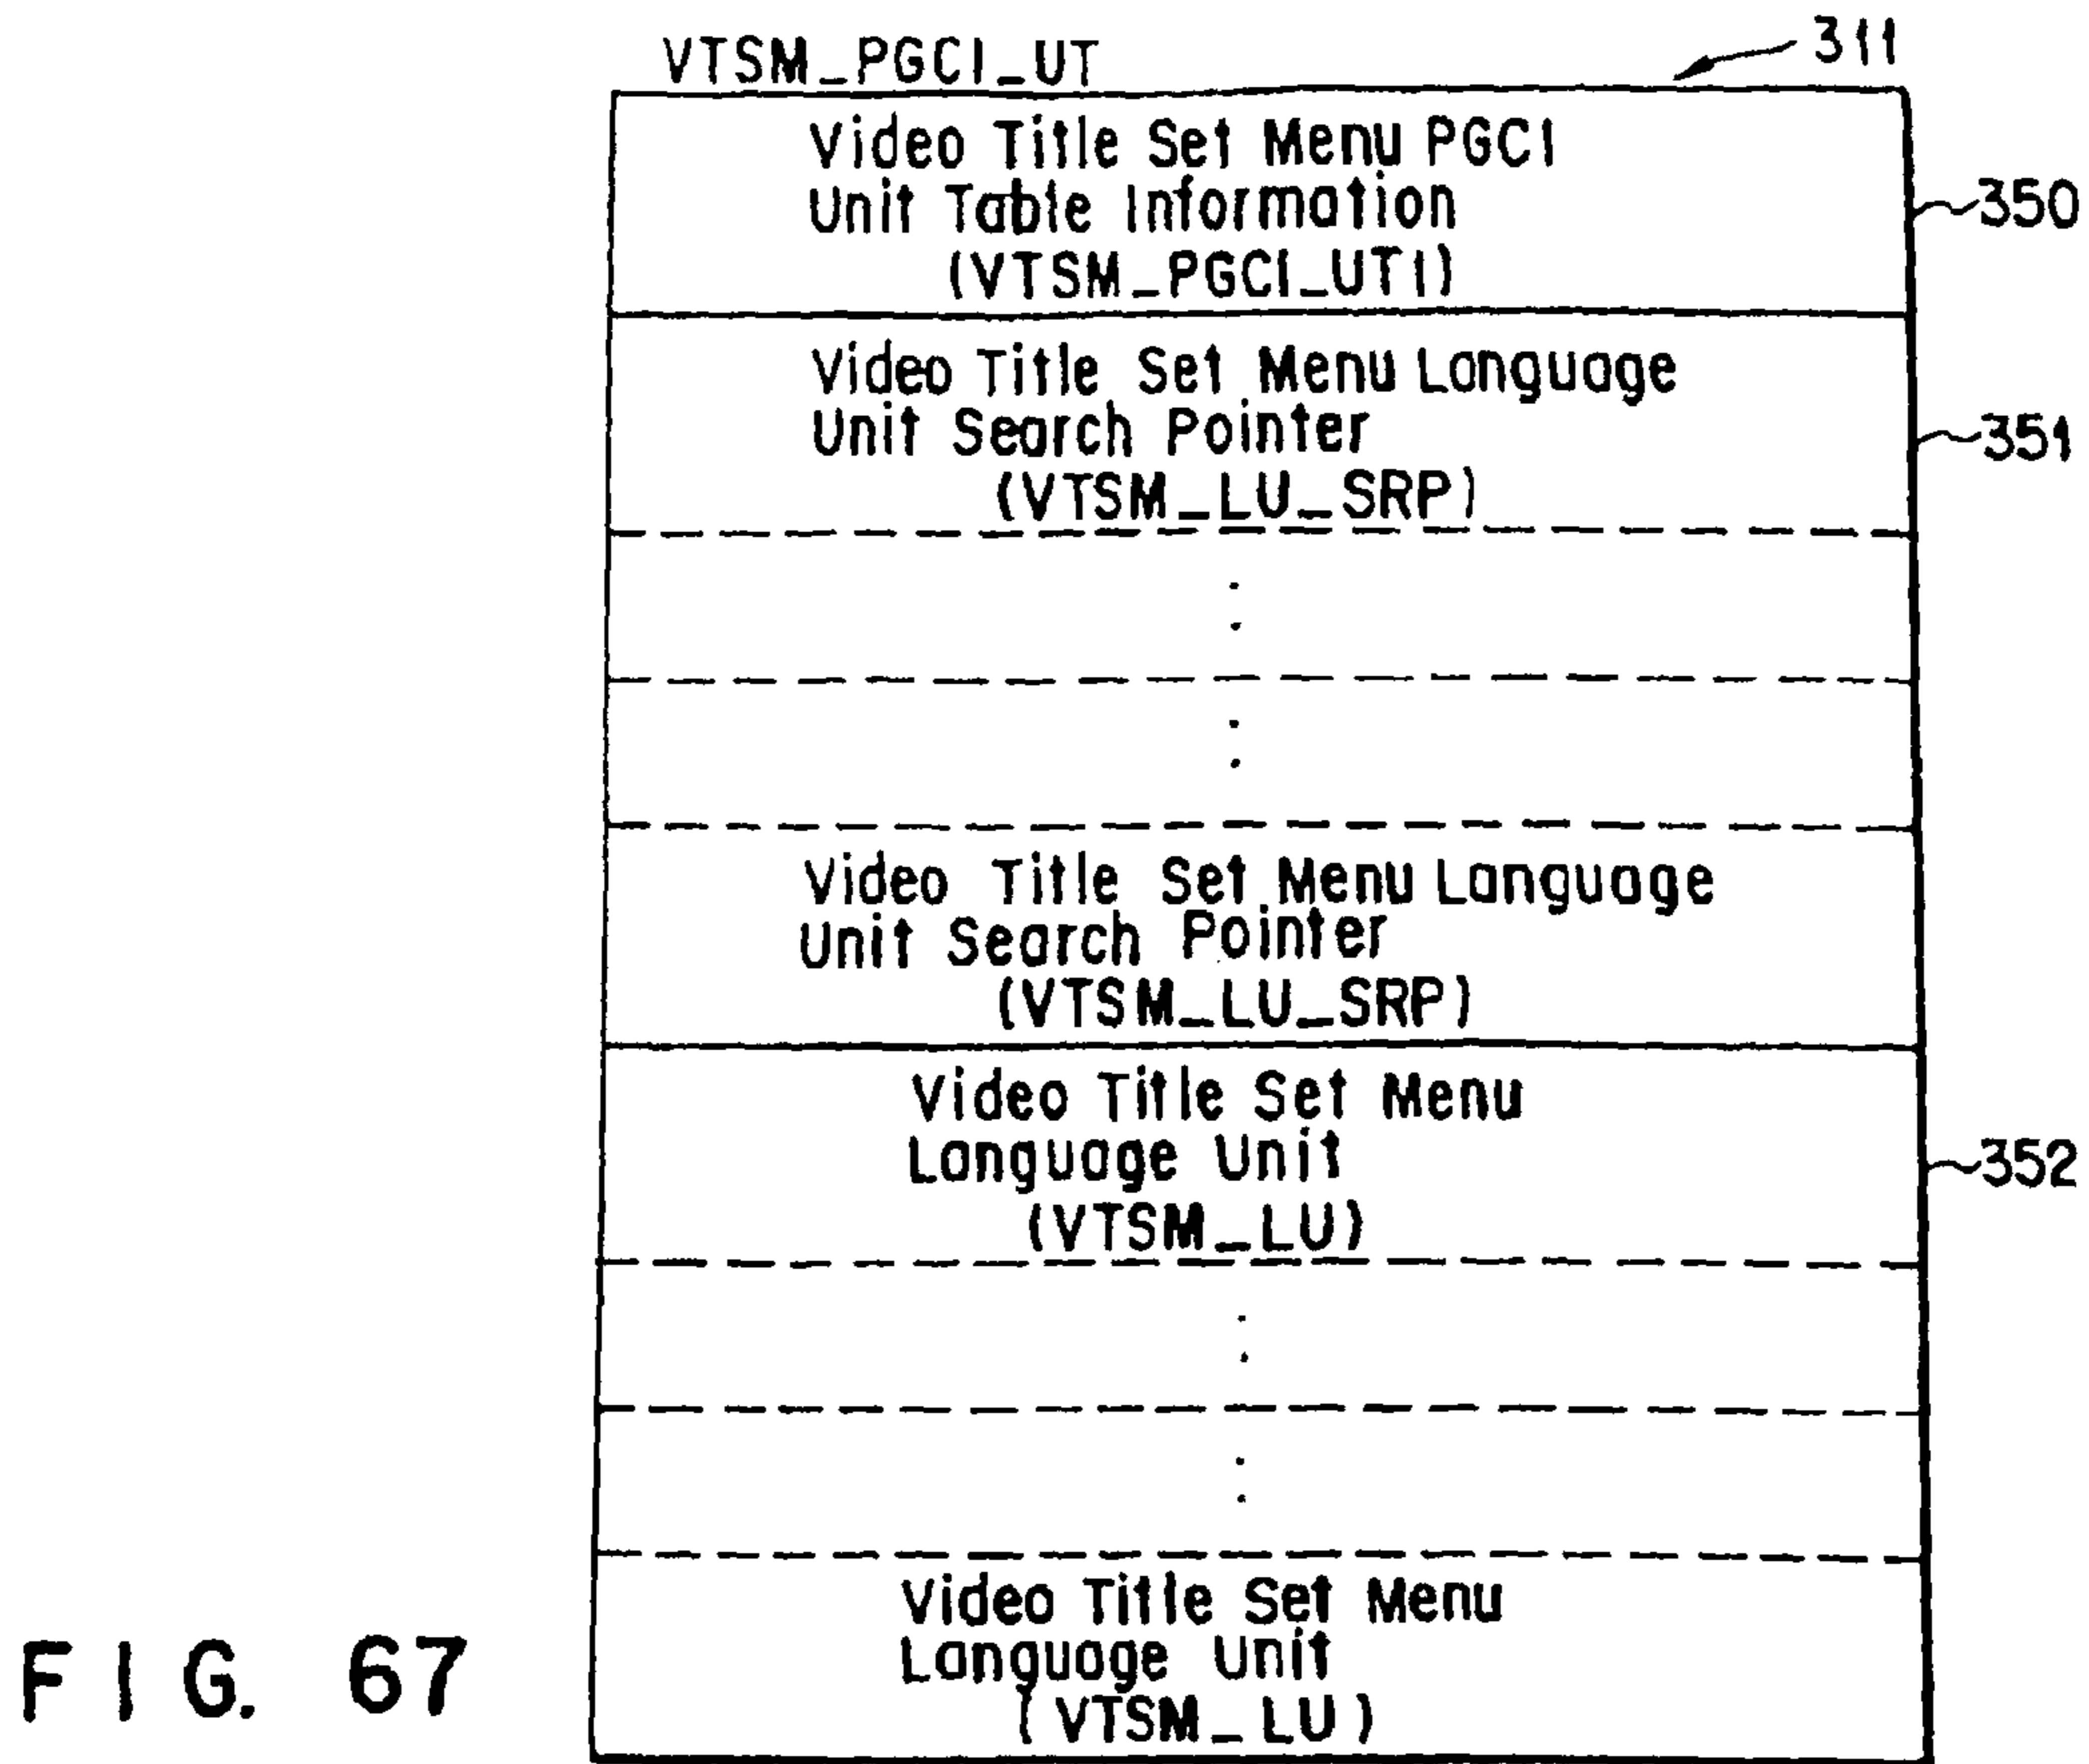 VTSM_PGCI_UT
311
Video Title Set Menu PGCI
Unit Table Information
(VTSM_PGCI_UTI)
350
Video Title Set Menu Language
Unit Search Pointer
(VTSM_LU_SRP)
351
Video Title Set Menu Language
Unit Search Pointer
(VTSM_LU_SRP)
Video Title Set Menu
Language Unit
(VTSM_LU)
352
Video Title Set Menu
Language Unit
(VTSM_LU)
FIG. 67